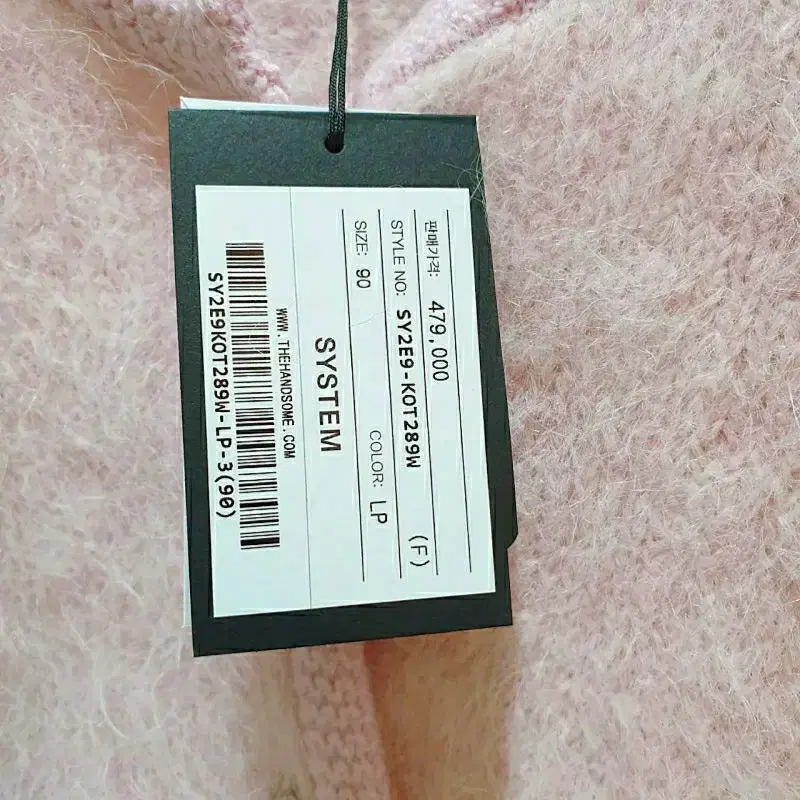 판매가격: 479,000
STYLE NO: SY2E9-KOT289W (F)
SIZE: 90 COLOR: LP
SYSTEM
WWW.THEHANDSOME.COM
SY2E9KOT289W-LP-3(90)